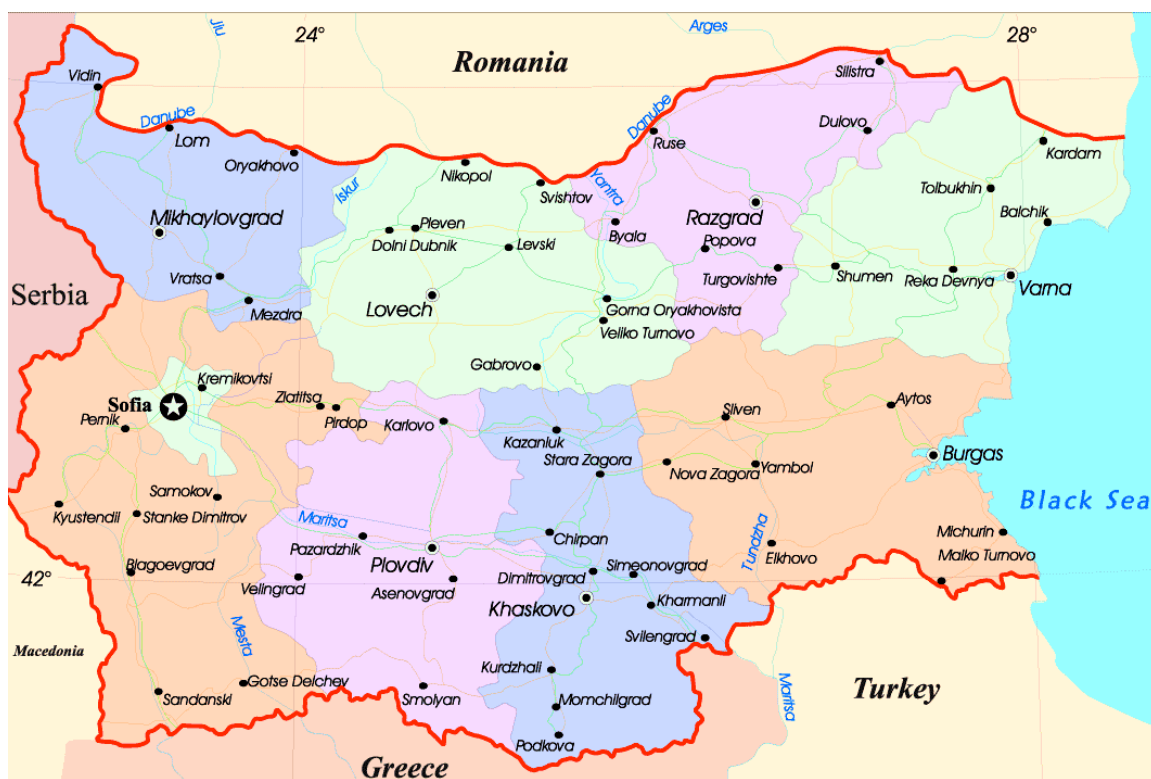 Jiu
Arges
24°
28°
Romania
Vidin
Silistra
Danube
Lom
Danube
Ruse
Dulovo
Oryakhovo
Kardam
Nikopol
Iskur
Svishtov
Yantra
Tolbukhin
Mikhaylovgrad
Pleven
Razgrad
Balchik
Dolni Dubnik
Levski
Byala
Popova
Vratsa
Turgovishte
Shumen
Reka Devnya
Varna
Serbia
Mezdra
Lovech
Gorna Oryakhovista
Veliko Turnovo
Gabrovo
Kremikovtsi
Sofia
Zlatitsa
Pirdop
Karlovo
Sliven
Aytos
Pernik
Kazanluk
Stara Zagora
Nova Zagora
Yambol
Burgas
Samokov
Black Sea
Kyustendil
Stanke Dimitrov
Maritsa
Pazardzhik
Plovdiv
Chirpan
Tundzha
Elkhovo
Michurin
Malko Turnovo
42°
Blagoevgrad
Velingrad
Asenovgrad
Dimitrovgrad
Simeonovgrad
Khaskovo
Kharmanli
Svilengrad
Mesta
Macedonia
Kurdzhali
Maritsa
Sandanski
Gotse Delchev
Smolyan
Momchilgrad
Turkey
Podkova
Greece